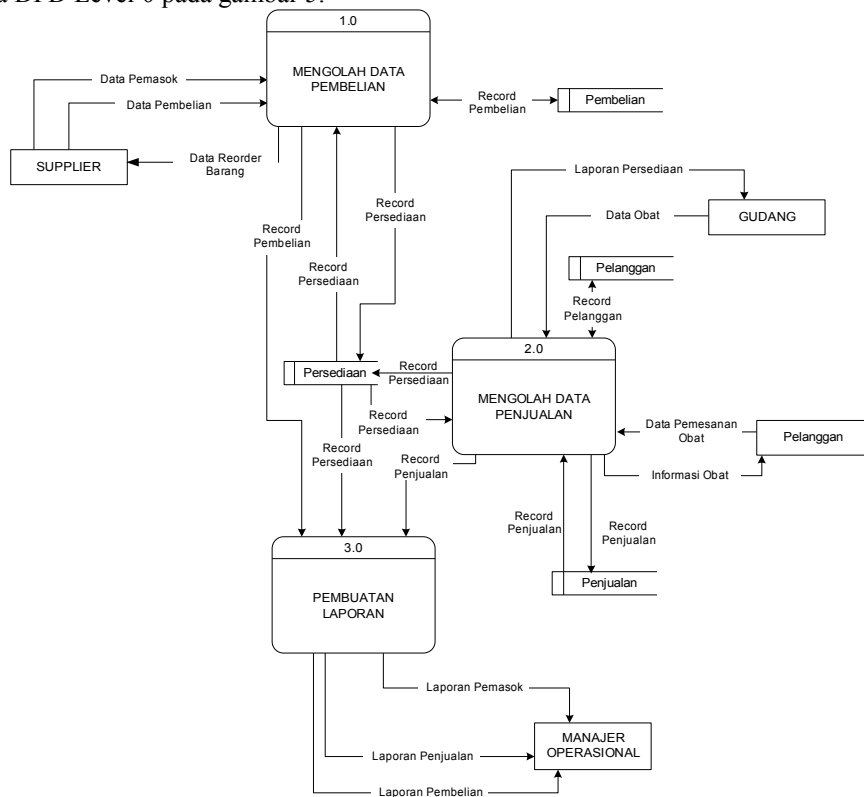 DFD Level 0 pada gambar
1.0
MENGOLAH DATA
PEMBELIAN
Data Pemasok
Data Pembelian
Record
Pembelian
Pembelian
SUPPLIER
Data Reorder
Barang
Laporan Persediaan
Record
Persediaan
GUDANG
Data Obat
Record
Pembelian
Record
Persediaan
Pelanggan
Record
Pelanggan
2.0
Persediaan
Record
Persediaan
MENGOLAH DATA
PENJUALAN
Record
Persediaan
Data Pemesanan
Obat
Pelanggan
Record
Persediaan
Record
Penjualan
Informasi Obat
Record
Penjualan
Record
Penjualan
3.0
Penjualan
PEMBUATAN
LAPORAN
Laporan Pemasok
MANAJER
OPERASIONAL
Laporan Penjualan
Laporan Pembelian